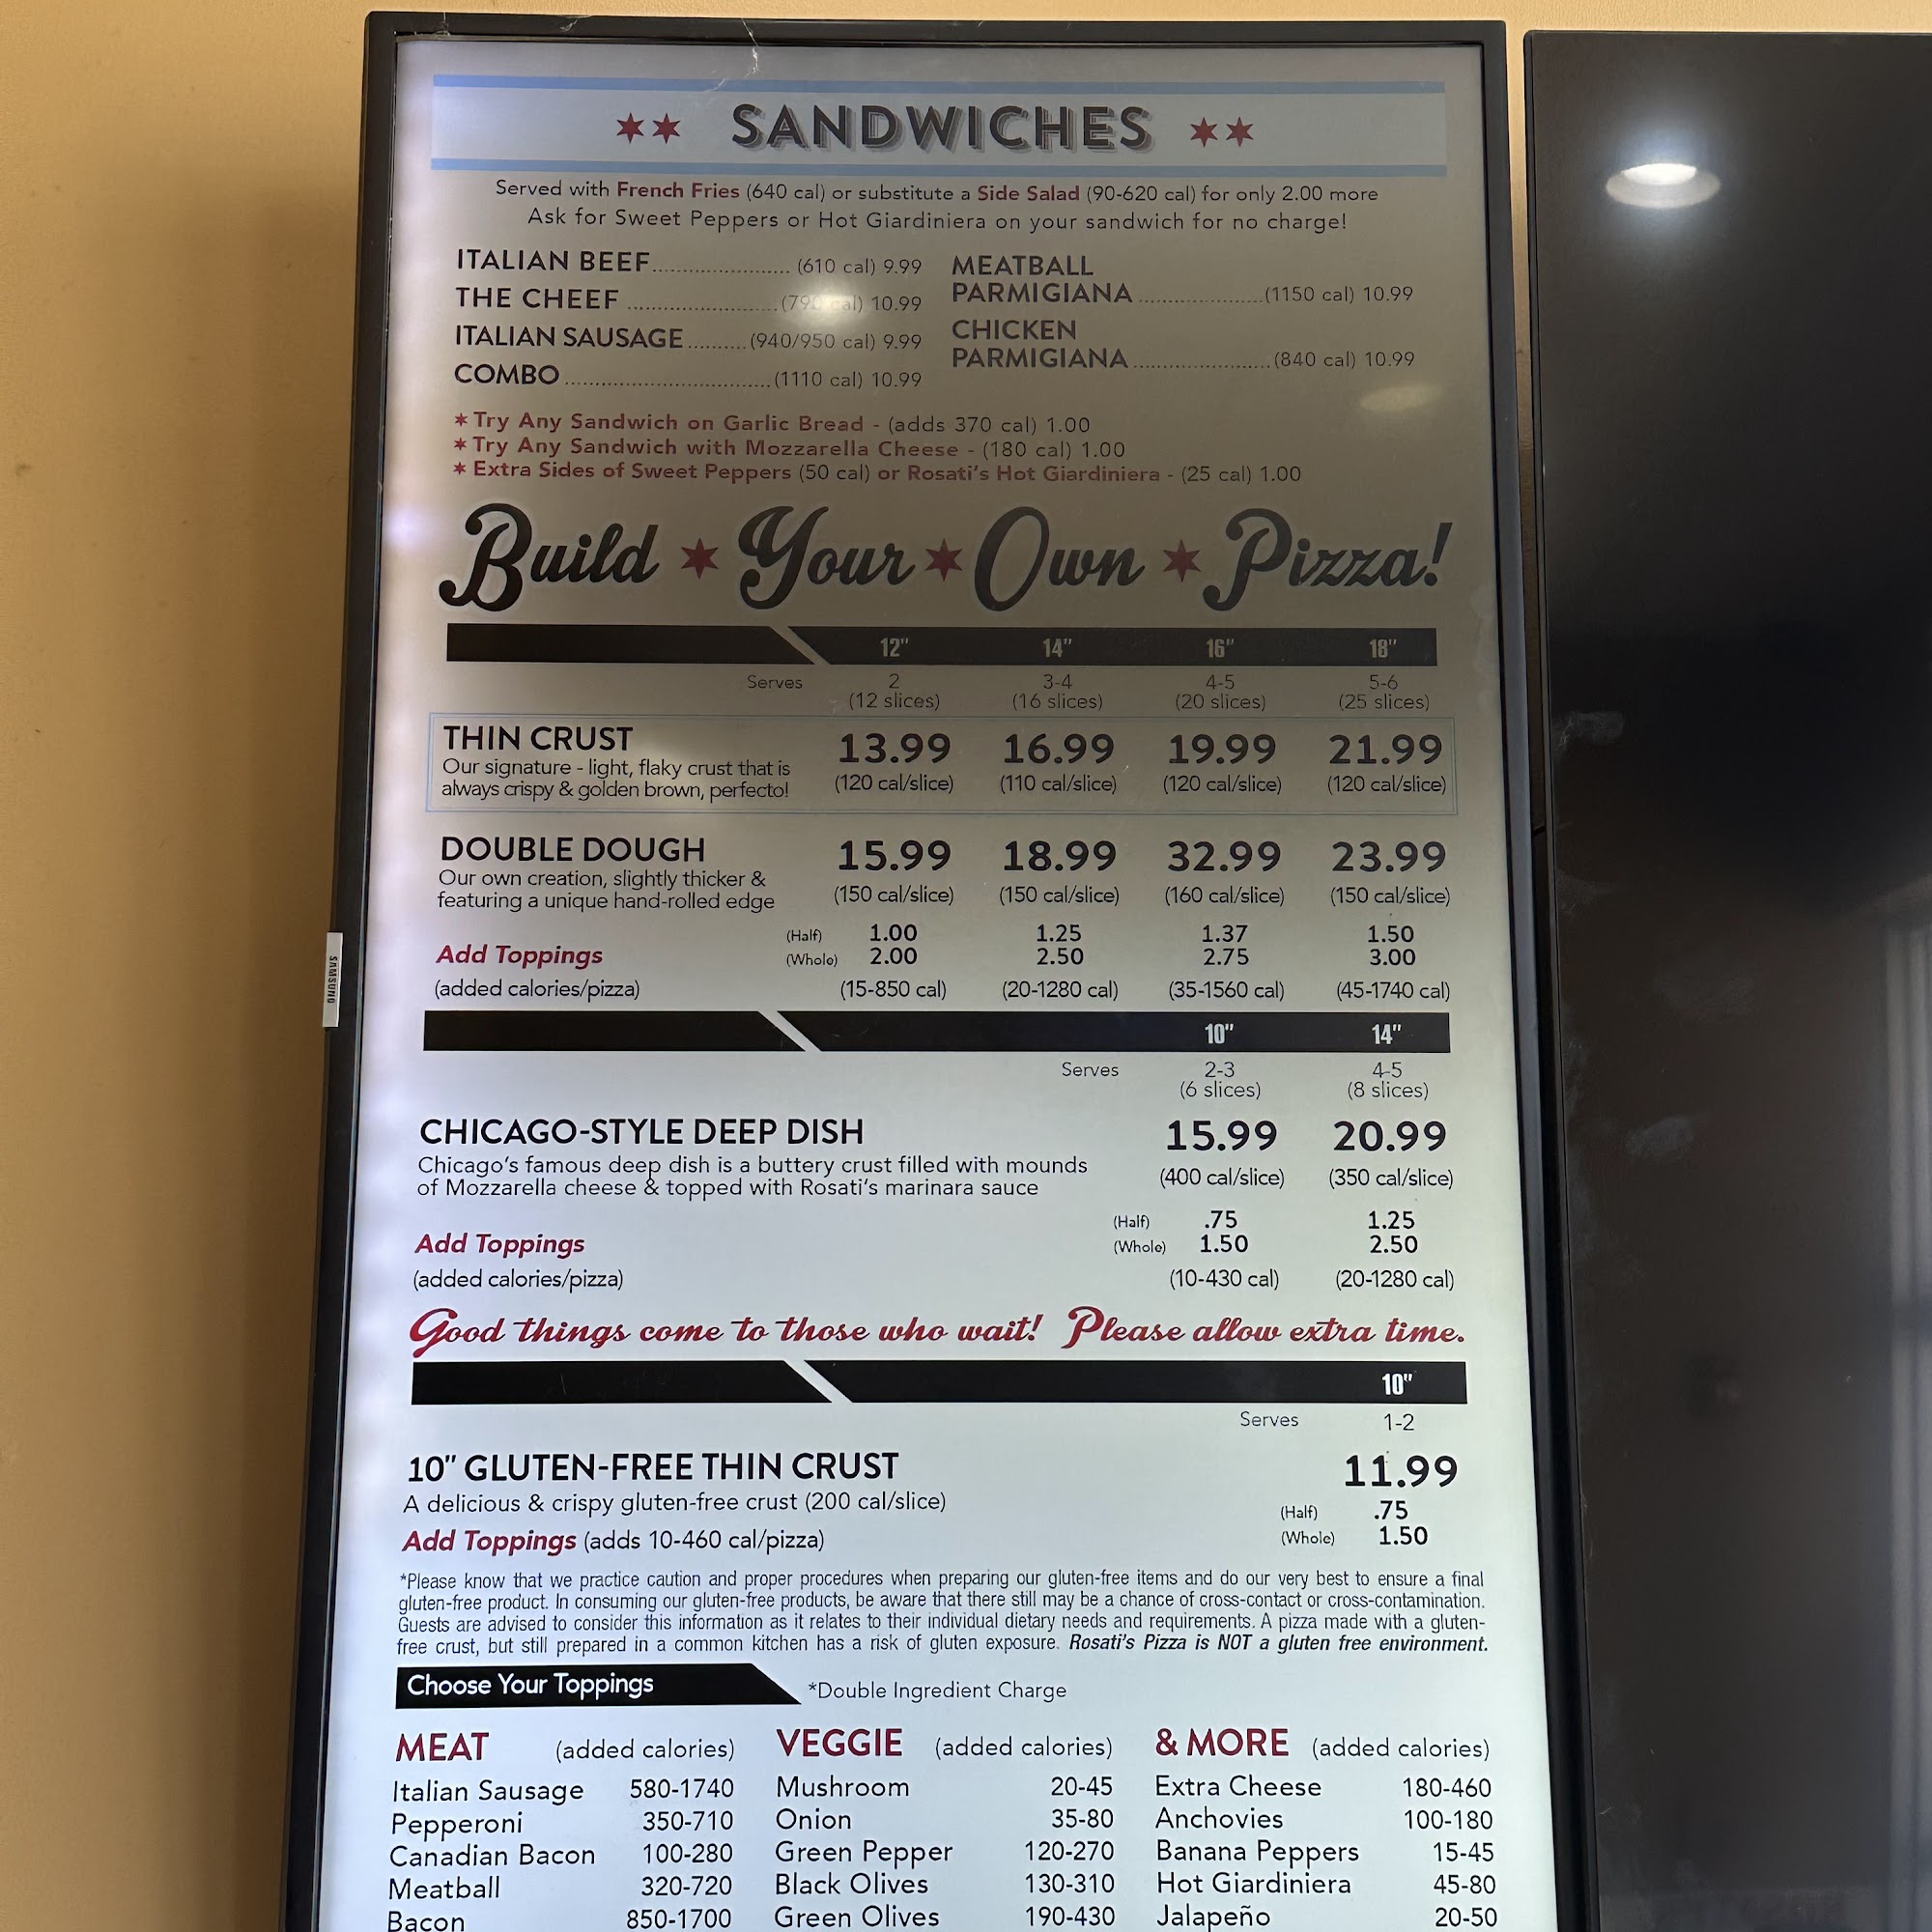 SANDWICHES
Served with French Fries (640 cal) or substitute a Side Salad (90-620 cal) for only 2.00 more
Ask for Sweet Peppers or Hot Giardiniera on your sandwich for no charge!
ITALIAN BEEF (610 cal) 9.99
THE CHEEF (790 cal) 10.99
ITALIAN SAUSAGE (940/950 cal) 9.99
COMBO (1110 cal) 10.99
MEATBALL
PARMIGIANA (1150 cal) 10.99
CHICKEN
PARMIGIANA (840 cal) 10.99
Try Any Sandwich on Garlic Bread - (adds 370 cal) 1.00
Try Any Sandwich with Mozzarella Cheese - (180 cal) 1.00
Extra Sides of Sweet Peppers (50 cal) or Rosati's Hot Giardiniera - (25 cal) 1.00
Build Your Own Pizza!
12" 14" 16" 18"
Serves 2 3-4 4-5 5-6
(12 slices) (16 slices) (20 slices) (25 slices)
THIN CRUST 13.99 16.99 19.99 21.99
Our signature - light, flaky crust that is
always crispy & golden brown, perfecto!
(120 cal/slice) (110 cal/slice) (120 cal/slice) (120 cal/slice)
DOUBLE DOUGH 15.99 18.99 32.99 23.99
Our own creation, slightly thicker &
featuring a unique hand-rolled edge
(150 cal/slice) (150 cal/slice) (160 cal/slice) (150 cal/slice)
(Half) 1.00 1.25 1.37 1.50
Add Toppings (Whole) 2.00 2.50 2.75 3.00
(added calories/pizza) (15-850 cal) (20-1280 cal) (35-1560 cal) (45-1740 cal)
SAMSUNG
10" 14"
Serves 2-3 4-5
(6 slices) (8 slices)
CHICAGO-STYLE DEEP DISH 15.99 20.99
Chicago's famous deep dish is a buttery crust filled with mounds
of Mozzarella cheese & topped with Rosati's marinara sauce
(400 cal/slice) (350 cal/slice)
(Half) .75 1.25
Add Toppings (Whole) 1.50 2.50
(added calories/pizza) (10-430 cal) (20-1280 cal)
Good things come to those who wait! Please allow extra time.
10"
Serves 1-2
10" GLUTEN-FREE THIN CRUST 11.99
A delicious & crispy gluten-free crust (200 cal/slice)
(Half) .75
Add Toppings (adds 10-460 cal/pizza) (Whole) 1.50
*Please know that we practice caution and proper procedures when preparing our gluten-free items and do our very best to ensure a final
gluten-free product. In consuming our gluten-free products, be aware that there still may be a chance of cross-contact or cross-contamination.
Guests are advised to consider this information as it relates to their individual dietary needs and requirements. A pizza made with a gluten-
free crust, but still prepared in a common kitchen has a risk of gluten exposure. Rosati's Pizza is NOT a gluten free environment.
Choose Your Toppings *Double Ingredient Charge
MEAT (added calories)
Italian Sausage 580-1740
Pepperoni 350-710
Canadian Bacon 100-280
Meatball 320-720
Bacon 850-1700
VEGGIE (added calories)
Mushroom 20-45
Onion 35-80
Green Pepper 120-270
Black Olives 130-310
Green Olives 190-430
& MORE (added calories)
Extra Cheese 180-460
Anchovies 100-180
Banana Peppers 15-45
Hot Giardiniera 45-80
Jalapeño 20-50